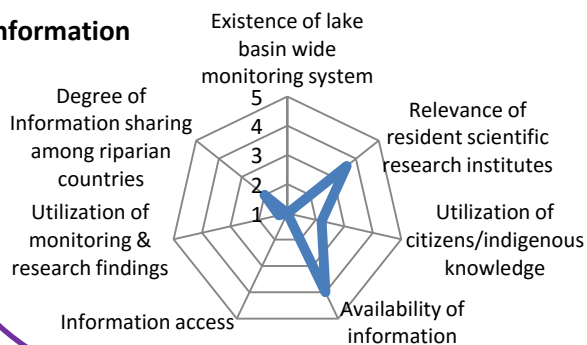 nformation
Existence of lake
basin wide
monitoring system
Relevance of
resident scientific
research institutes
Utilization of
citizens/indigenous
knowledge
Availability of
information
Information access
Utilization of
monitoring &
research findings
Degree of
Information sharing
among riparian
countries
5
4
3
2
1